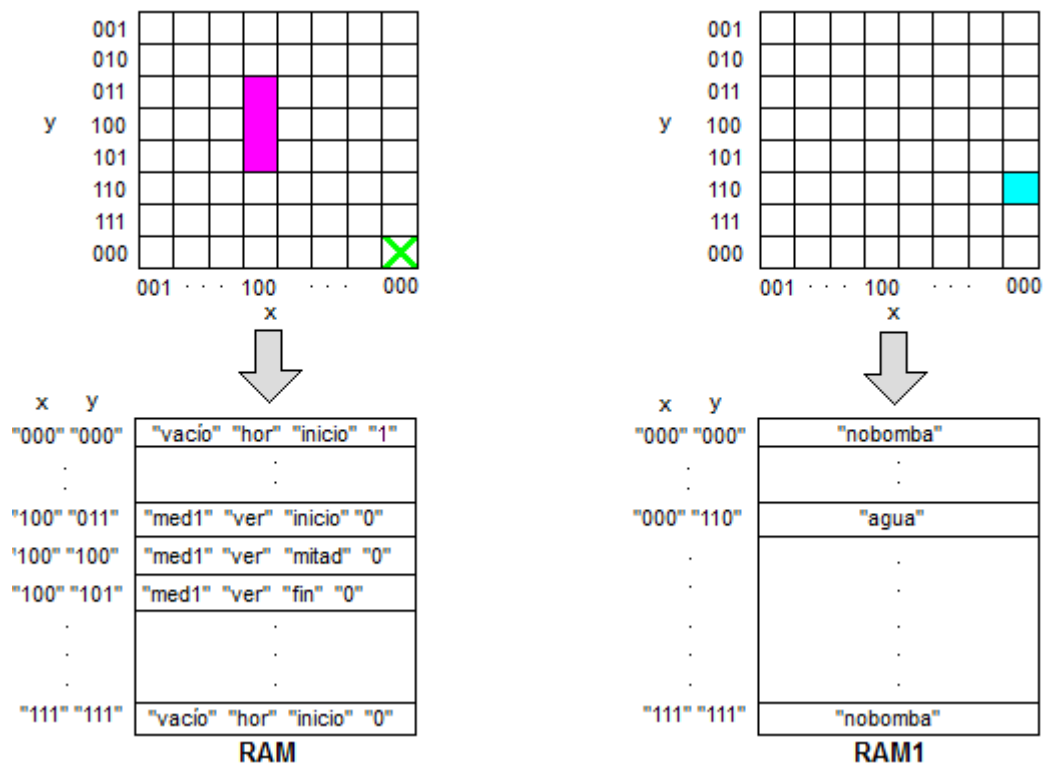 001 001
010 010
011 011
y 100 y 100
101 101
110 110
111 111
000 000
001 · · · 100 · · · 000 001 · · · 100 · · · 000
x x
x y x y
"000" "000" "vacío" "hor" "inicio" "1" "000" "000" "nobomba"
"100" "011" "med1" "ver" "inicio" "0" "000" "110" "agua"
"100" "100" "med1" "ver" "mitad" "0"
"100" "101" "med1" "ver" "fin" "0"
"111" "111" "vacío" "hor" "inicio" "0" "111" "111" "nobomba"
RAM RAM1